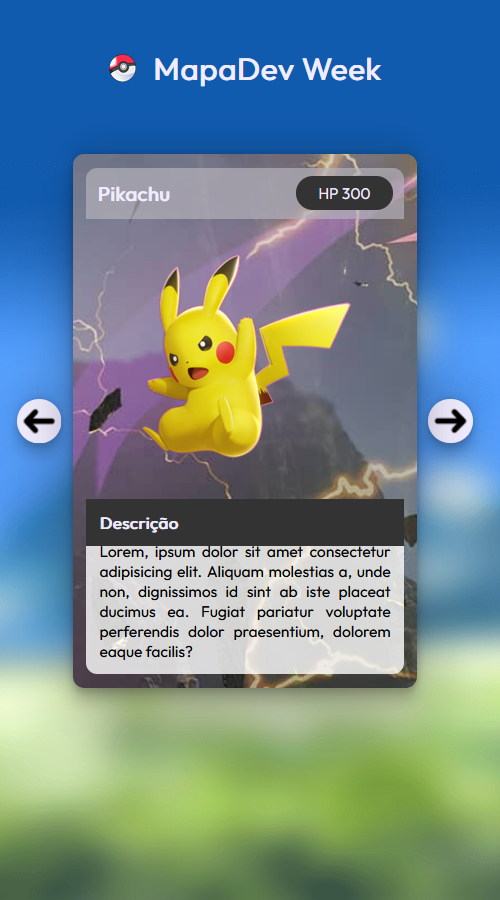 MapaDev Week
Pikachu
HP 300
Descrição
Lorem, ipsum dolor sit amet consectetur
adipisicing elit. Aliquam molestias a, unde
non, dignissimos id sint ab iste placeat
ducimus ea. Fugiat pariatur voluptate
perferendis dolor praesentium, dolorem
eaque facilis?